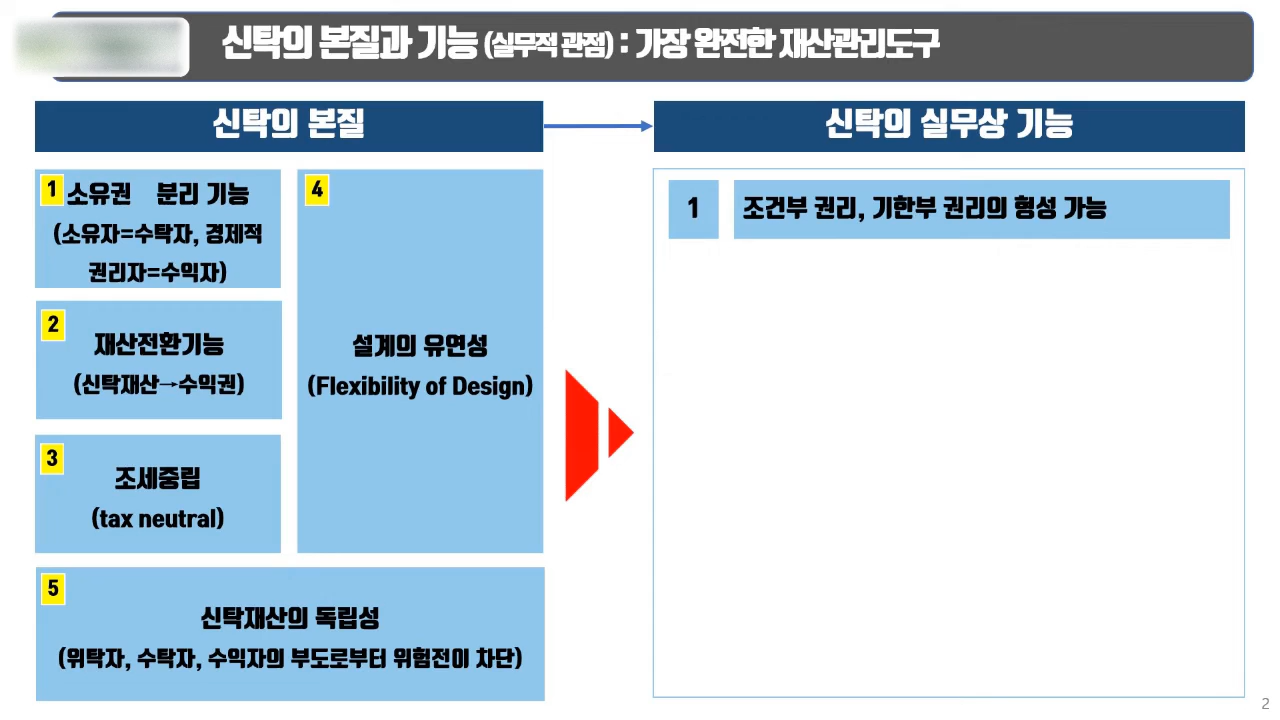 신탁의 본질과 기능 (실무적 관점) : 가장 완전한 재산관리도구
신탁의 본질
1
소유권 분리 기능
(소유자=수탁자, 경제적
권리자=수익자)
2
재산전환기능
(신탁재산→수익권)
3
조세중립
(tax neutral)
4
설계의 유연성
(Flexibility of Design)
5
신탁재산의 독립성
(위탁자, 수탁자, 수익자의 부도로부터 위험전이 차단)
신탁의 실무상 기능
1
조건부 권리, 기한부 권리의 형성 가능
2